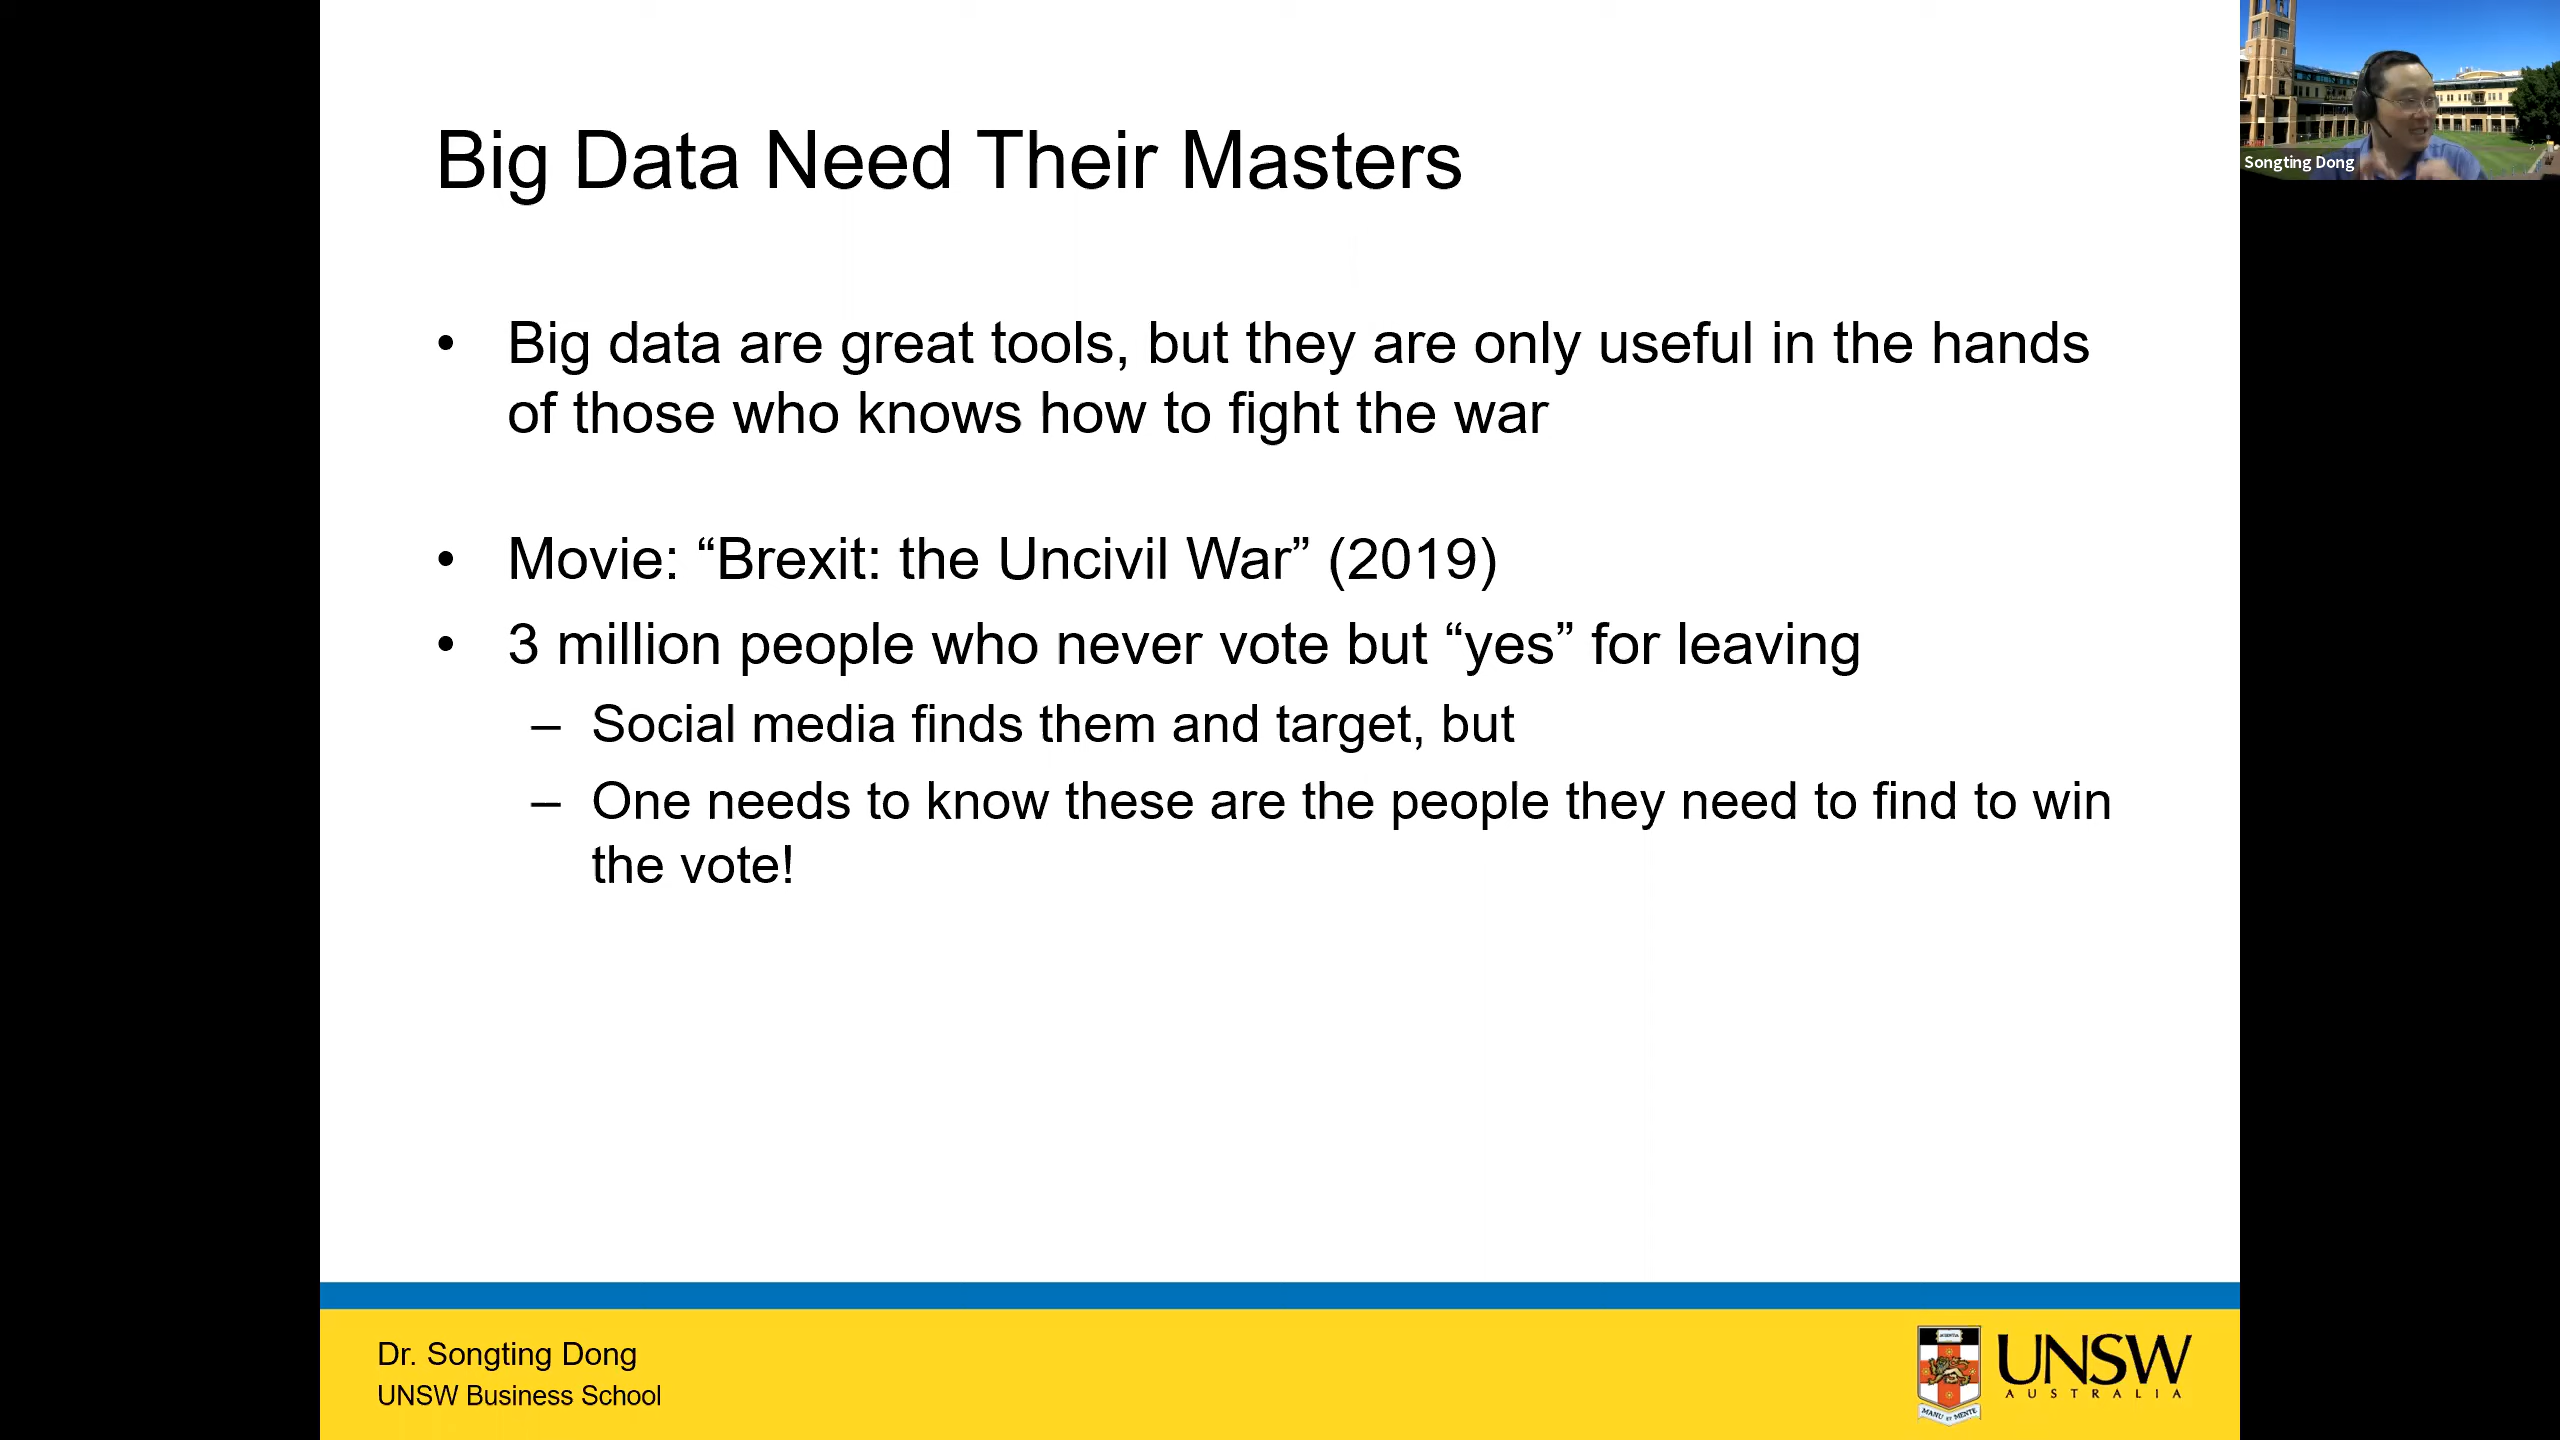 Big Data Need Their Masters
Songting Dong
• Big data are great tools, but they are only useful in the hands
of those who knows how to fight the war
• Movie: “Brexit: the Uncivil War” (2019)
• 3 million people who never vote but “yes” for leaving
– Social media finds them and target, but
– One needs to know these are the people they need to find to win
the vote!
Dr. Songting Dong
UNSW Business School
SCIENTIA
MANU ET MENTE
UNSW
AUSTRALIA